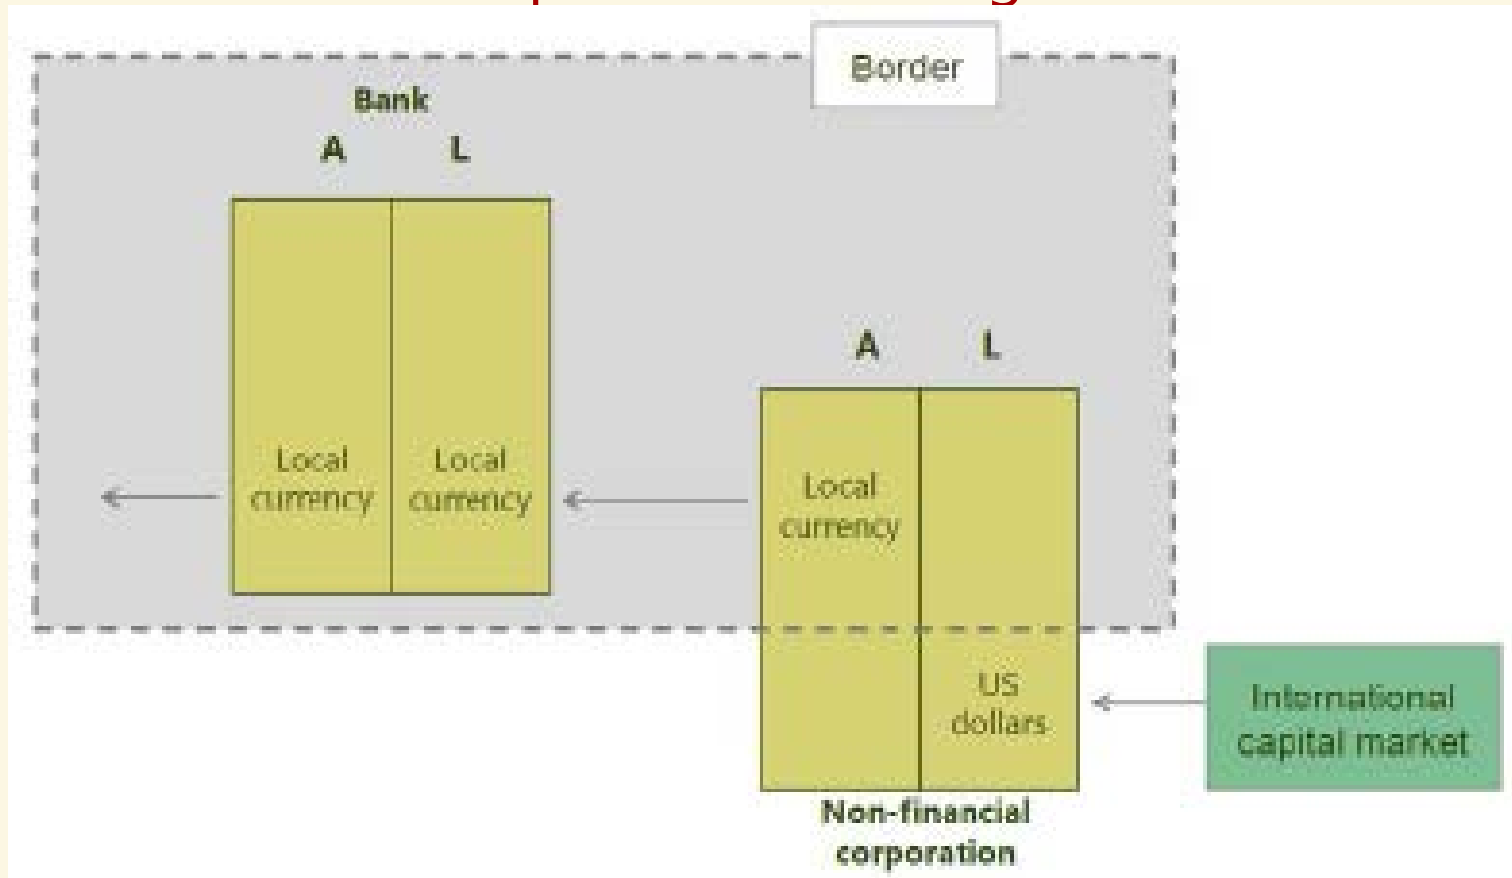 Border
Bank
A L
A L
Local
currency
Local
currency
Local
currency
US
dollars
International
capital market
Non-financial
corporation